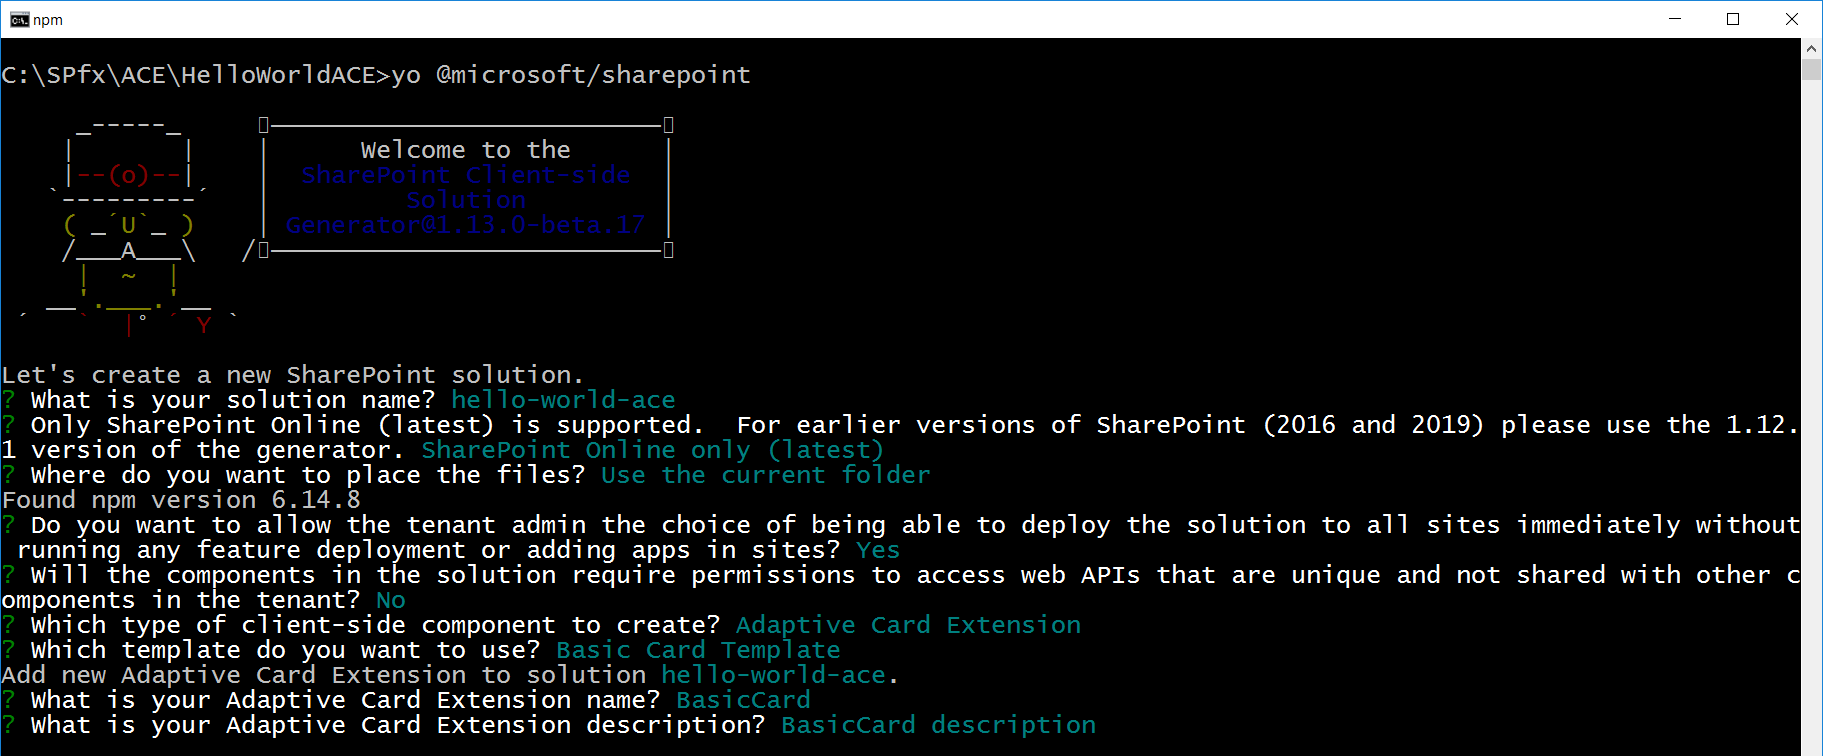 npm
C:\SPfx\ACE\HelloWorldACE>yo @microsoft/sharepoint
Welcome to the
--(o)-- SharePoint Client-side
Solution
( _´U`_ ) Generator@1.13.0-beta.17
/___A___\ /
| ~ |
__'.___.'__
´ ` |° ´ Y `
Let's create a new SharePoint solution.
? What is your solution name? hello-world-ace
? Only SharePoint Online (latest) is supported.  For earlier versions of SharePoint (2016 and 2019) please use the 1.12.
1 version of the generator. SharePoint Online only (latest)
? Where do you want to place the files? Use the current folder
Found npm version 6.14.8
? Do you want to allow the tenant admin the choice of being able to deploy the solution to all sites immediately without
running any feature deployment or adding apps in sites? Yes
? Will the components in the solution require permissions to access web APIs that are unique and not shared with other c
omponents in the tenant? No
? Which type of client-side component to create? Adaptive Card Extension
? Which template do you want to use? Basic Card Template
Add new Adaptive Card Extension to solution hello-world-ace.
? What is your Adaptive Card Extension name? BasicCard
? What is your Adaptive Card Extension description? BasicCard description